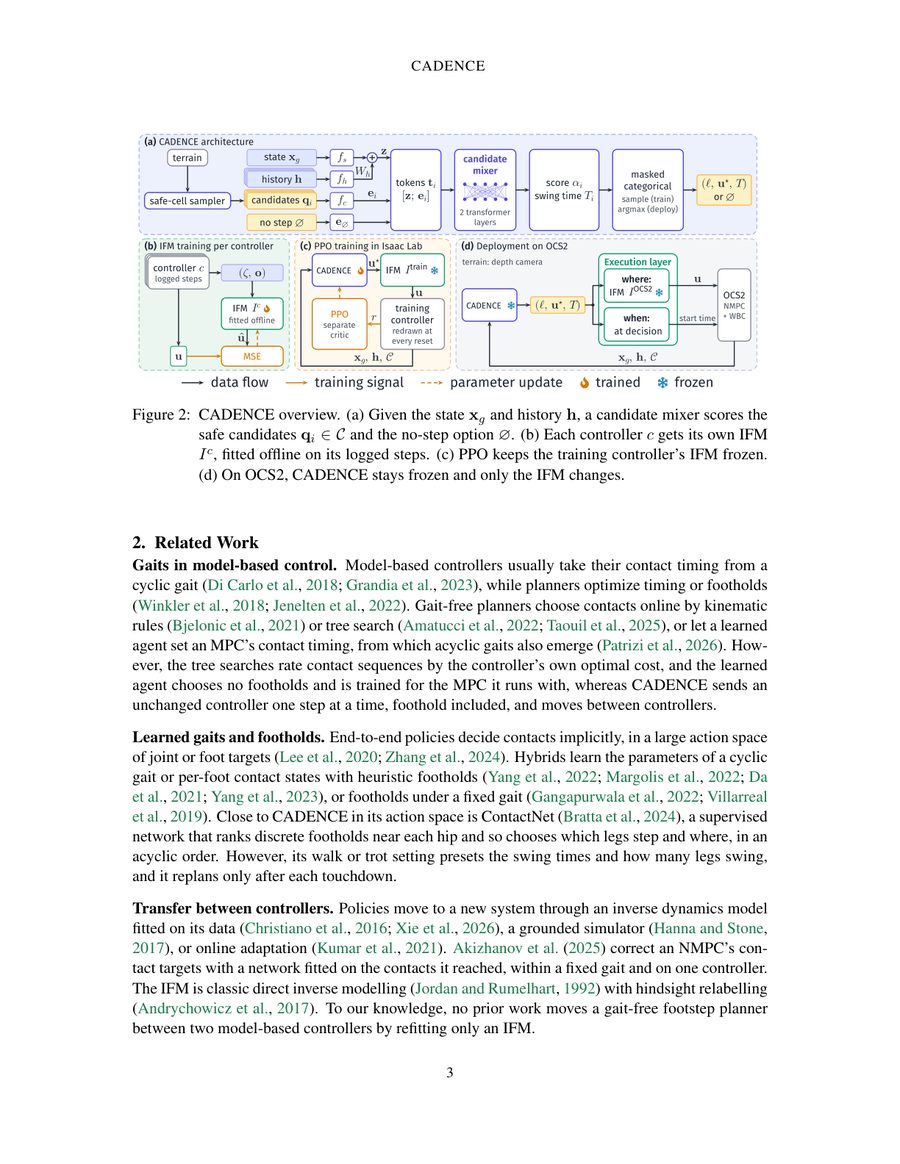 CADENCE
(a) CADENCE architecture
terrain
safe-cell sampler
state x_g
history h
candidates q_i
no step ∅
f_s
f_h
f_c
e_∅
W_h
z
e_i
tokens t_i
[z; e_i]
candidate
mixer
2 transformer
layers
score α_i
swing time T_i
masked
categorical
sample (train)
argmax (deploy)
(ℓ, u*, T)
or ∅
(b) IFM training per controller
controller c
logged steps
(ζ, o)
IFM I^c
fitted offline
û
u
MSE
(c) PPO training in Isaac Lab
CADENCE
u*
IFM I^train
u
PPO
separate
critic
r
training
controller
redrawn at
every reset
x_g, h, C
(d) Deployment on OCS2
terrain: depth camera
CADENCE
(ℓ, u*, T)
Execution layer
where:
IFM I^OCS2
when:
at decision
u
start time
OCS2
NMPC
+ WBC
x_g, h, C
data flow training signal parameter update trained frozen
Figure 2: CADENCE overview. (a) Given the state x_g and history h, a candidate mixer scores the
safe candidates q_i ∈ C and the no-step option ∅. (b) Each controller c gets its own IFM
I^c, fitted offline on its logged steps. (c) PPO keeps the training controller's IFM frozen.
(d) On OCS2, CADENCE stays frozen and only the IFM changes.
2. Related Work
Gaits in model-based control. Model-based controllers usually take their contact timing from a
cyclic gait (Di Carlo et al., 2018; Grandia et al., 2023), while planners optimize timing or footholds
(Winkler et al., 2018; Jenelten et al., 2022). Gait-free planners choose contacts online by kinematic
rules (Bjelonic et al., 2021) or tree search (Amatucci et al., 2022; Taouil et al., 2025), or let a learned
agent set an MPC's contact timing, from which acyclic gaits also emerge (Patrizi et al., 2026). How-
ever, the tree searches rate contact sequences by the controller's own optimal cost, and the learned
agent chooses no footholds and is trained for the MPC it runs with, whereas CADENCE sends an
unchanged controller one step at a time, foothold included, and moves between controllers.
Learned gaits and footholds. End-to-end policies decide contacts implicitly, in a large action space
of joint or foot targets (Lee et al., 2020; Zhang et al., 2024). Hybrids learn the parameters of a cyclic
gait or per-foot contact states with heuristic footholds (Yang et al., 2022; Margolis et al., 2022; Da
et al., 2021; Yang et al., 2023), or footholds under a fixed gait (Gangapurwala et al., 2022; Villarreal
et al., 2019). Close to CADENCE in its action space is ContactNet (Bratta et al., 2024), a supervised
network that ranks discrete footholds near each hip and so chooses which legs step and where, in an
acyclic order. However, its walk or trot setting presets the swing times and how many legs swing,
and it replans only after each touchdown.
Transfer between controllers. Policies move to a new system through an inverse dynamics model
fitted on its data (Christiano et al., 2016; Xie et al., 2026), a grounded simulator (Hanna and Stone,
2017), or online adaptation (Kumar et al., 2021). Akizhanov et al. (2025) correct an NMPC's con-
tact targets with a network fitted on the contacts it reached, within a fixed gait and on one controller.
The IFM is classic direct inverse modelling (Jordan and Rumelhart, 1992) with hindsight relabelling
(Andrychowicz et al., 2017). To our knowledge, no prior work moves a gait-free footstep planner
between two model-based controllers by refitting only an IFM.
3